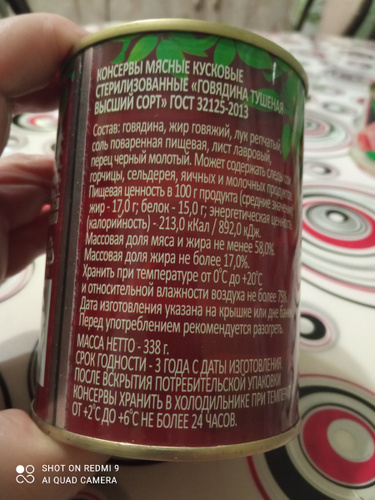 КОНСЕРВЫ МЯСНЫЕ КУСКОВЫЕ
СТЕРИЛИЗОВАННЫЕ «ГОВЯДИНА ТУШЕНАЯ
ВЫСШИЙ СОРТ» ГОСТ 32125-2013
Состав: говядина, жир говяжий, лук репчатый,
соль поваренная пищевая, лист лавровый,
перец черный молотый. Может содержать следы
горчицы, сельдерея, яичных и молочных продуктов.
Пищевая ценность в 100 г продукта (средние
жир - 17,0 г; белок - 15,0 г; энергетическая ценность
(калорийность) - 213,0 кКал / 892,0 кДж.
Массовая доля мяса и жира не менее 58,0%.
Массовая доля жира не более 17,0%.
Хранить при температуре от 0°С до +20°С
и относительной влажности воздуха не более 75%.
Дата изготовления указана на крышке или дне банки.
Перед употреблением рекомендуется разогреть.
МАССА НЕТТО - 338 г.
СРОК ГОДНОСТИ - 3 ГОДА С ДАТЫ ИЗГОТОВЛЕНИЯ.
ПОСЛЕ ВСКРЫТИЯ ПОТРЕБИТЕЛЬСКОЙ УПАКОВКИ
КОНСЕРВЫ ХРАНИТЬ В ХОЛОДИЛЬНИКЕ ПРИ
ОТ +2°С ДО +6°С НЕ БОЛЕЕ 24 ЧАСОВ.
SHOT ON REDMI 9
AI QUAD CAMERA